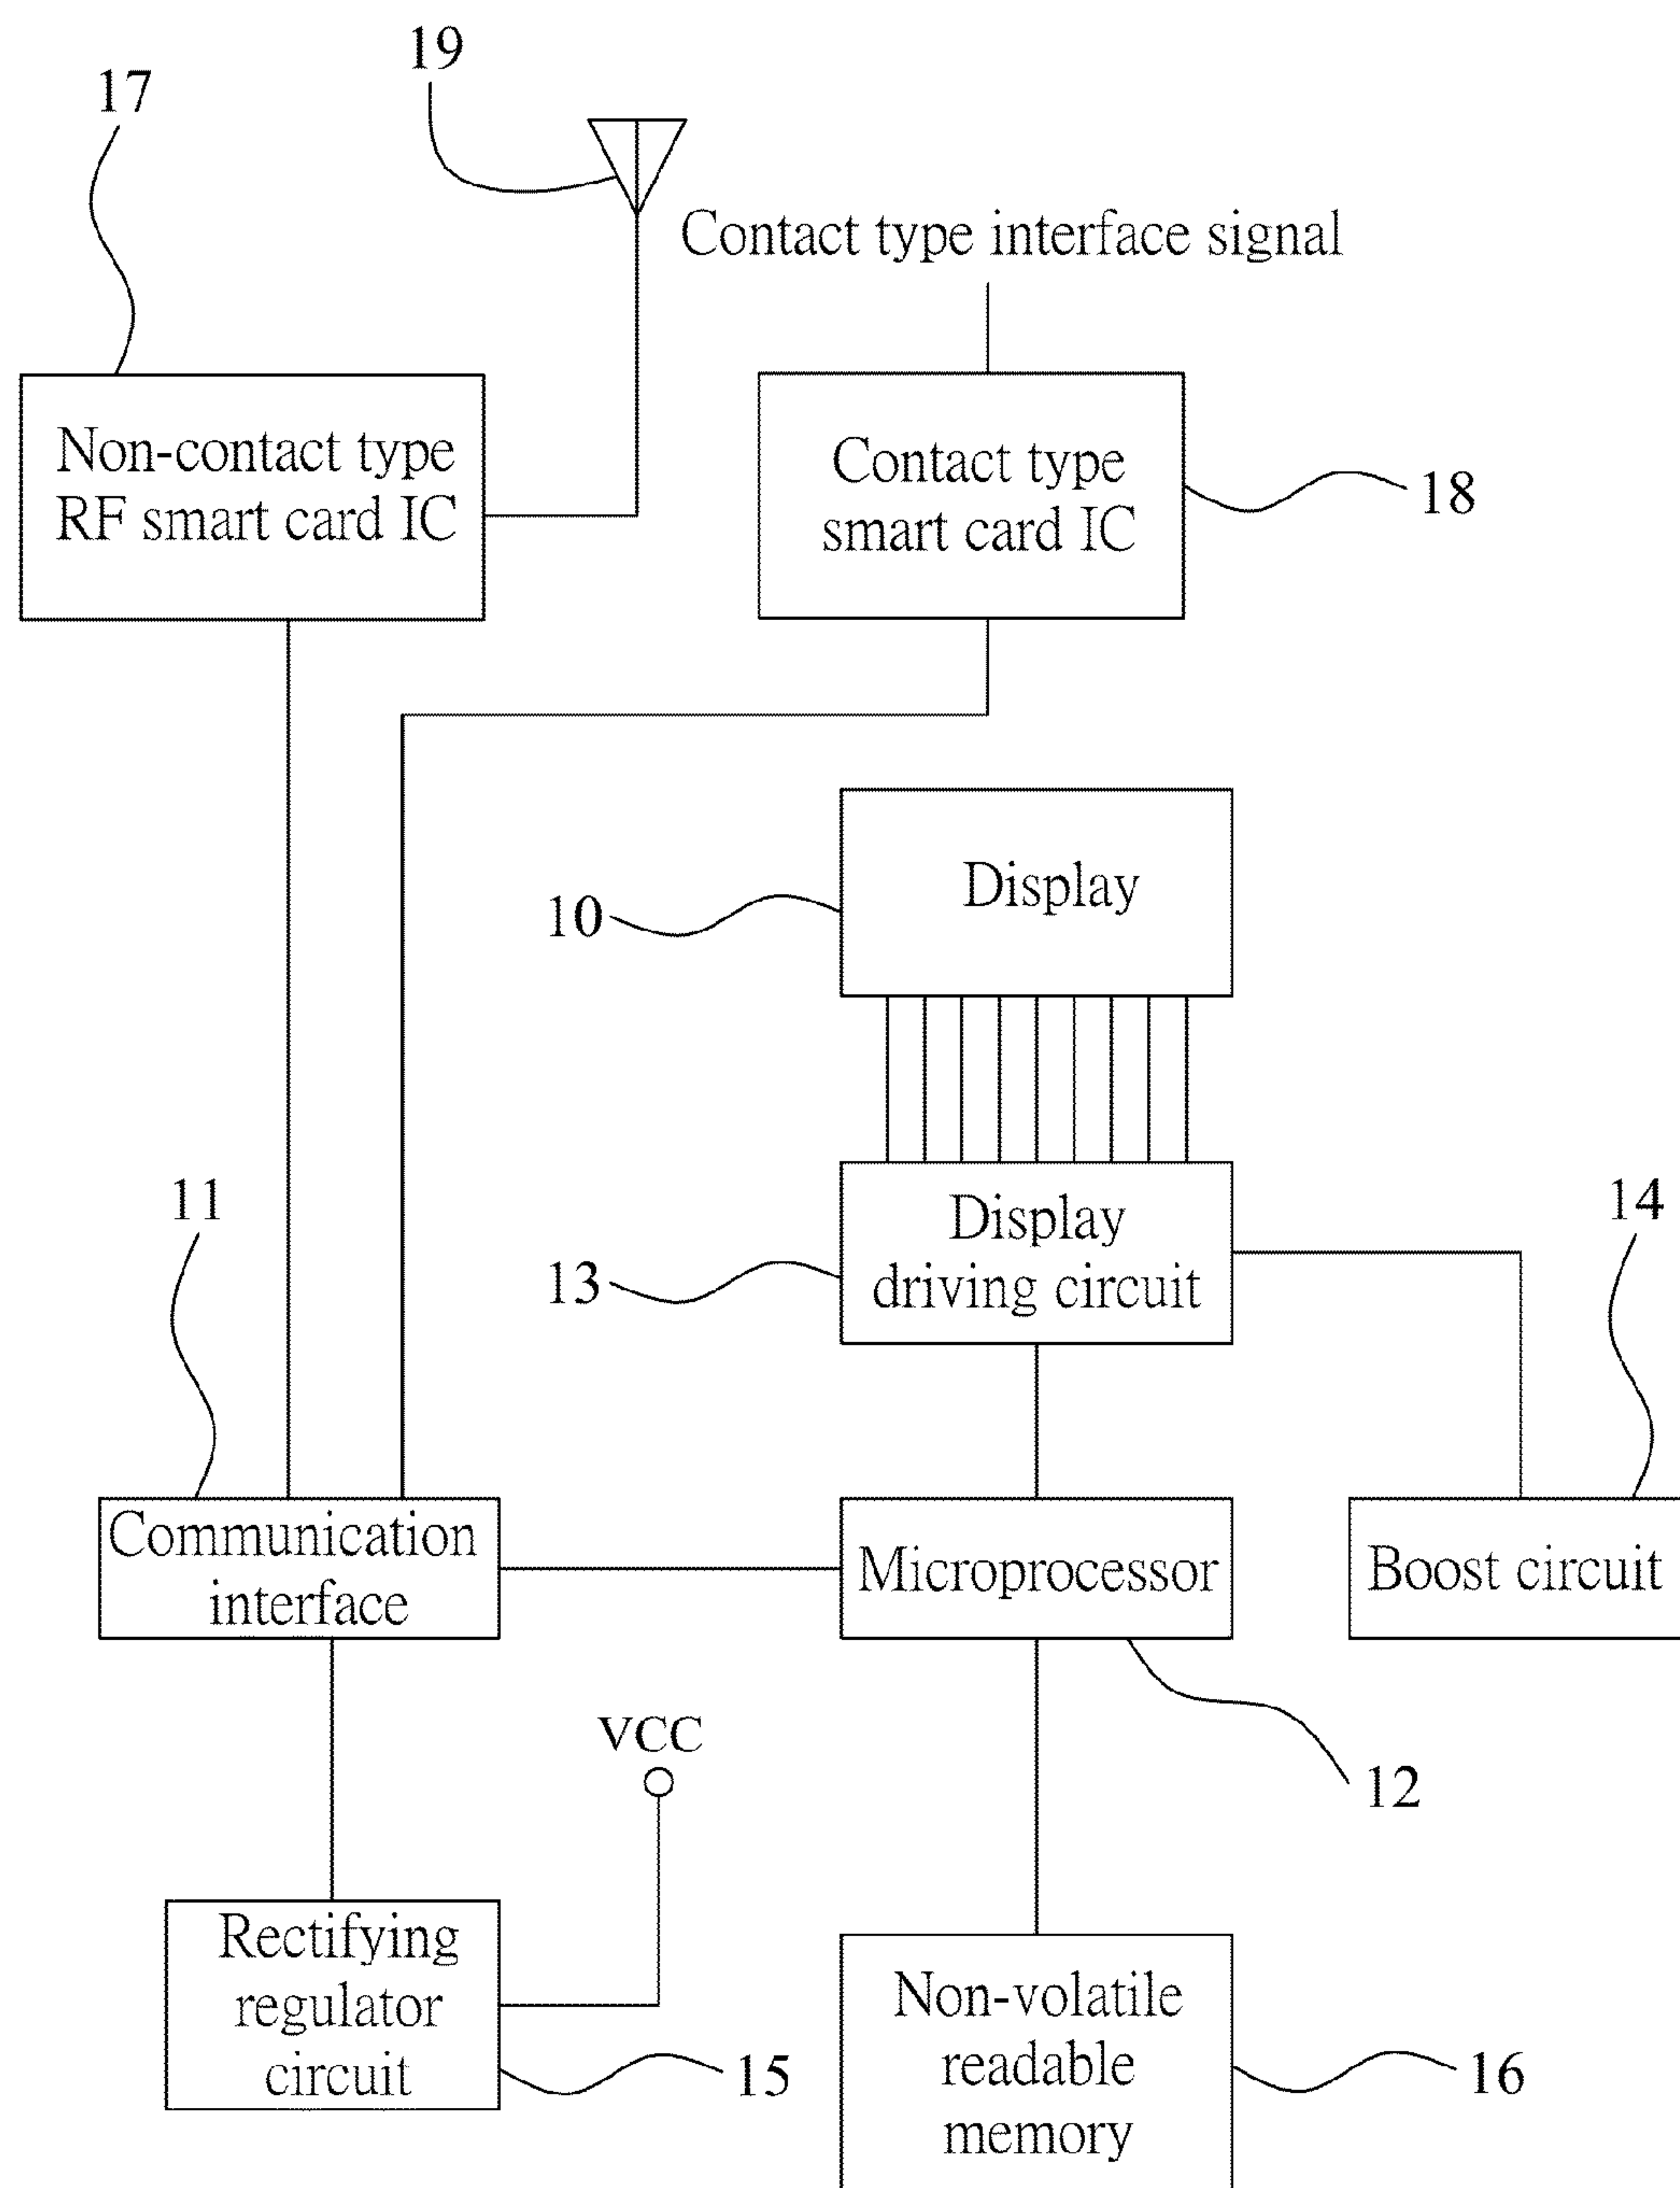 19
17
Contact type interface signal
Non-contact type
RF smart card IC
Contact type
smart card IC
18
Display
10
11
Display
driving circuit
13
14
Communication
interface
Microprocessor
Boost circuit
VCC
12
Rectifying
regulator
circuit
15
Non-volatile
readable
memory
16